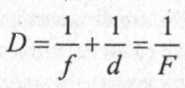 D = 1/f + 1/d = 1/F